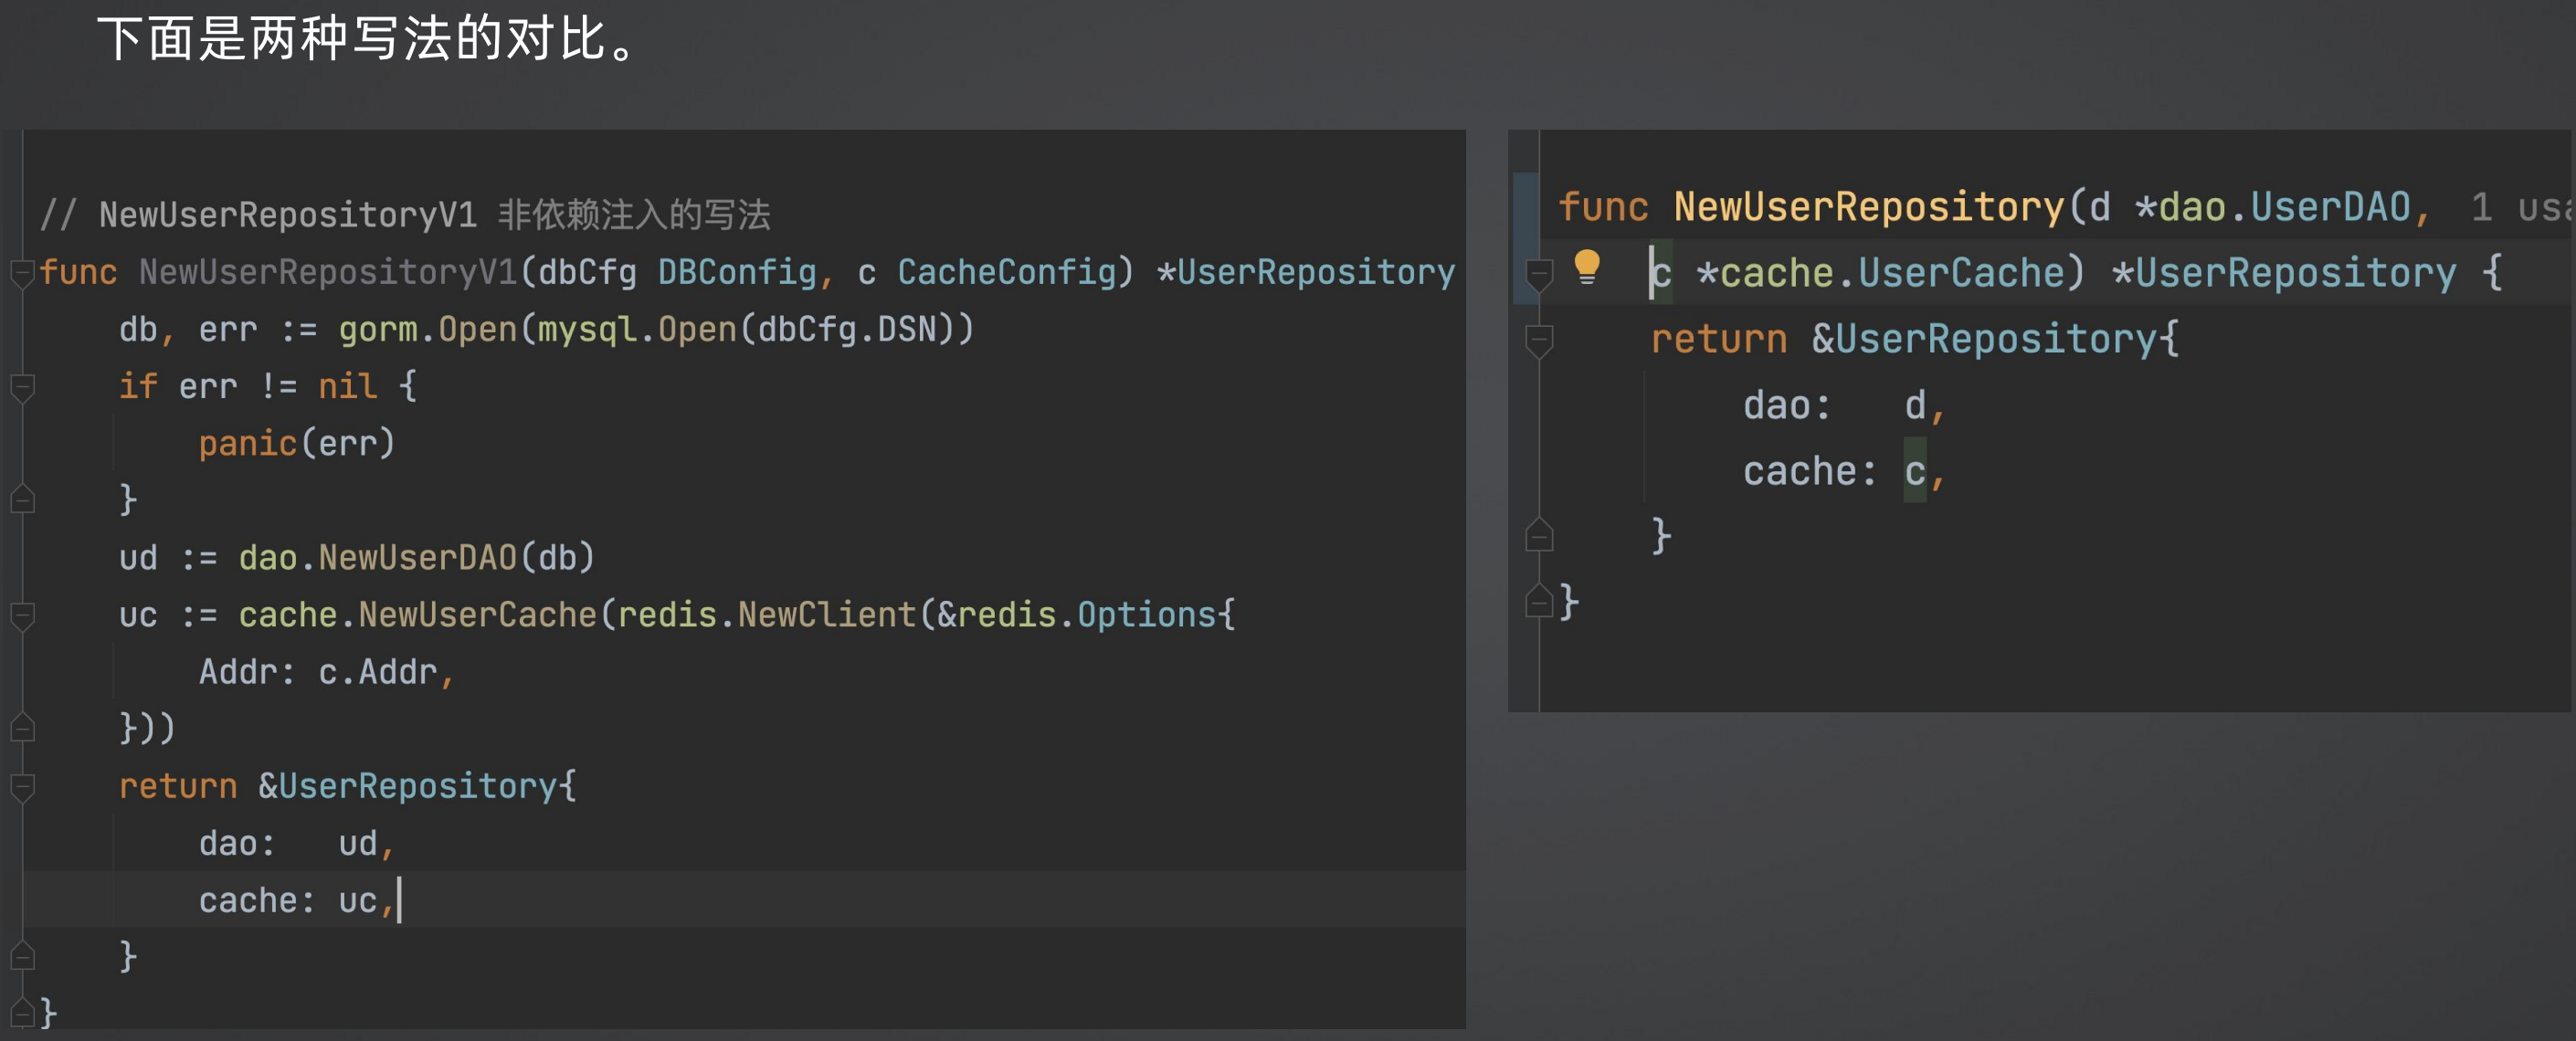 下面是两种写法的对比。
// NewUserRepositoryV1 非依赖注入的写法
func NewUserRepositoryV1(dbCfg DBConfig, c CacheConfig) *UserRepository
db, err := gorm.Open(mysql.Open(dbCfg.DSN))
if err != nil {
panic(err)
}
ud := dao.NewUserDAO(db)
uc := cache.NewUserCache(redis.NewClient(&redis.Options{
Addr: c.Addr,
}))
return &UserRepository{
dao: ud,
cache: uc,
}
}
func NewUserRepository(d *dao.UserDAO, 1
c *cache.UserCache) *UserRepository {
return &UserRepository{
dao: d,
cache: c,
}
}